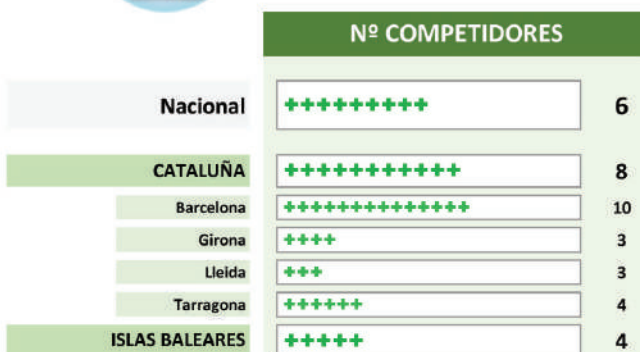 Nº COMPETIDORES
Nacional +++++++++ 6
CATALUÑA +++++++++++ 8
Barcelona ++++++++++++++ 10
Girona ++++ 3
Lleida +++ 3
Tarragona ++++++ 4
ISLAS BALEARES +++++ 4